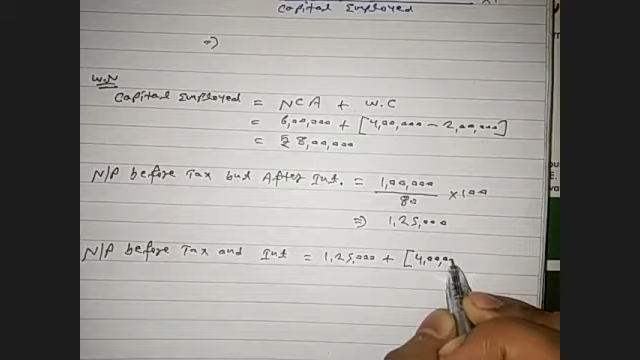 Capital Employed
⇒
W.N
Capital Employed = NCA + W.C
= 6,00,000 + [4,00,000 - 2,00,000]
= ₹ 8,00,000
N/P before Tax but After Int. = 1,00,000 / 80 × 100
⇒ 1,25,000
N/P before Tax and Int = 1,25,000 + [4,00,00